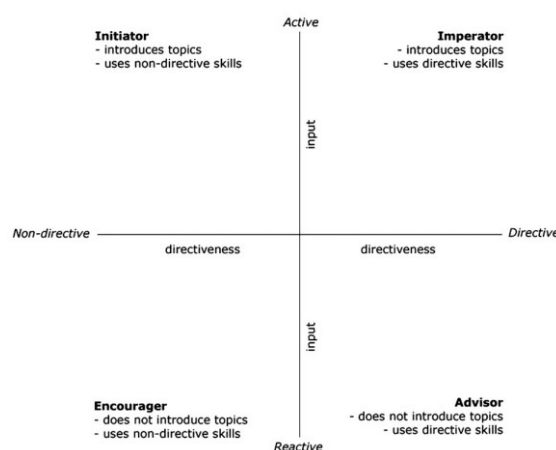 Active
Initiator
- introduces topics
- uses non-directive skills
Imperator
- introduces topics
- uses directive skills
input
Non-directive
Directive
directiveness
directiveness
input
Encourager
- does not introduce topics
- uses non-directive skills
Advisor
- does not introduce topics
- uses directive skills
Reactive